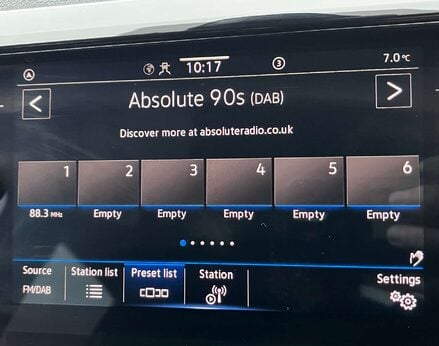 A
10:17
3
7.0°C
<
Absolute 90s (DAB)
>
Discover more at absoluteradio.co.uk
1 2 3 4 5 6
88.3 MHz Empty Empty Empty Empty Empty
Source Station list Preset list Station Settings
FM/DAB